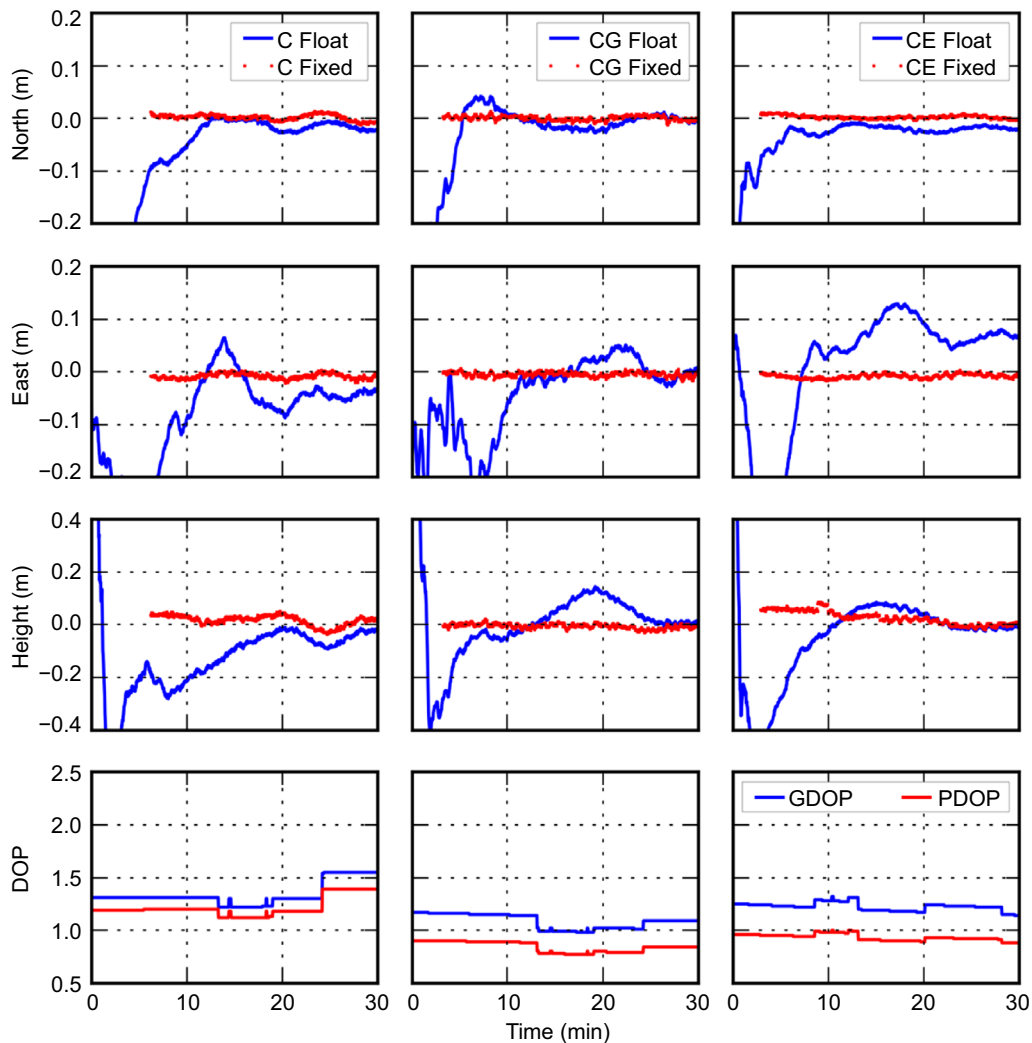 0.2
0.1
0.0
−0.1
−0.2
North (m)
C Float
C Fixed
CG Float
CG Fixed
CE Float
CE Fixed
0.2
0.1
0.0
−0.1
−0.2
East (m)
0.4
0.2
0.0
−0.2
−0.4
Height (m)
2.5
2.0
1.5
1.0
0.5
DOP
GDOP PDOP
0 10 20 30 0 10 20 30 0 10 20 30
Time (min)